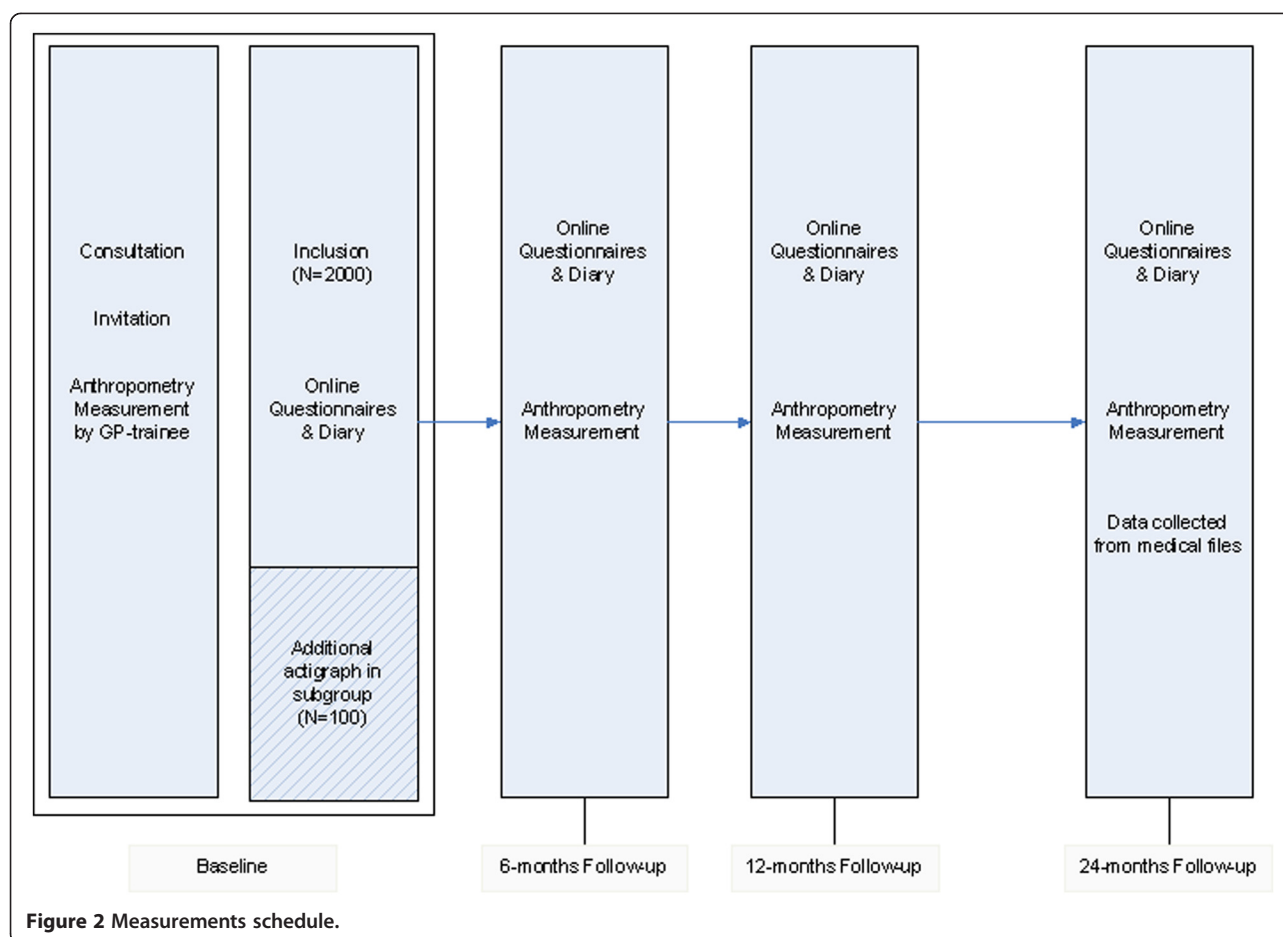 Consultation
Invitation
Anthropometry
Measurement
by GP-trainee
Inclusion
(N=2000)
Online
Questionnaires
& Diary
Additional
actigraph in
subgroup
(N=100)
Baseline
Online
Questionnaires
& Diary
Anthropometry
Measurement
6-months Follow-up
Online
Questionnaires
& Diary
Anthropometry
Measurement
12-months Follow-up
Online
Questionnaires
& Diary
Anthropometry
Measurement
Data collected
from medical files
24-months Follow-up
Figure 2 Measurements schedule.